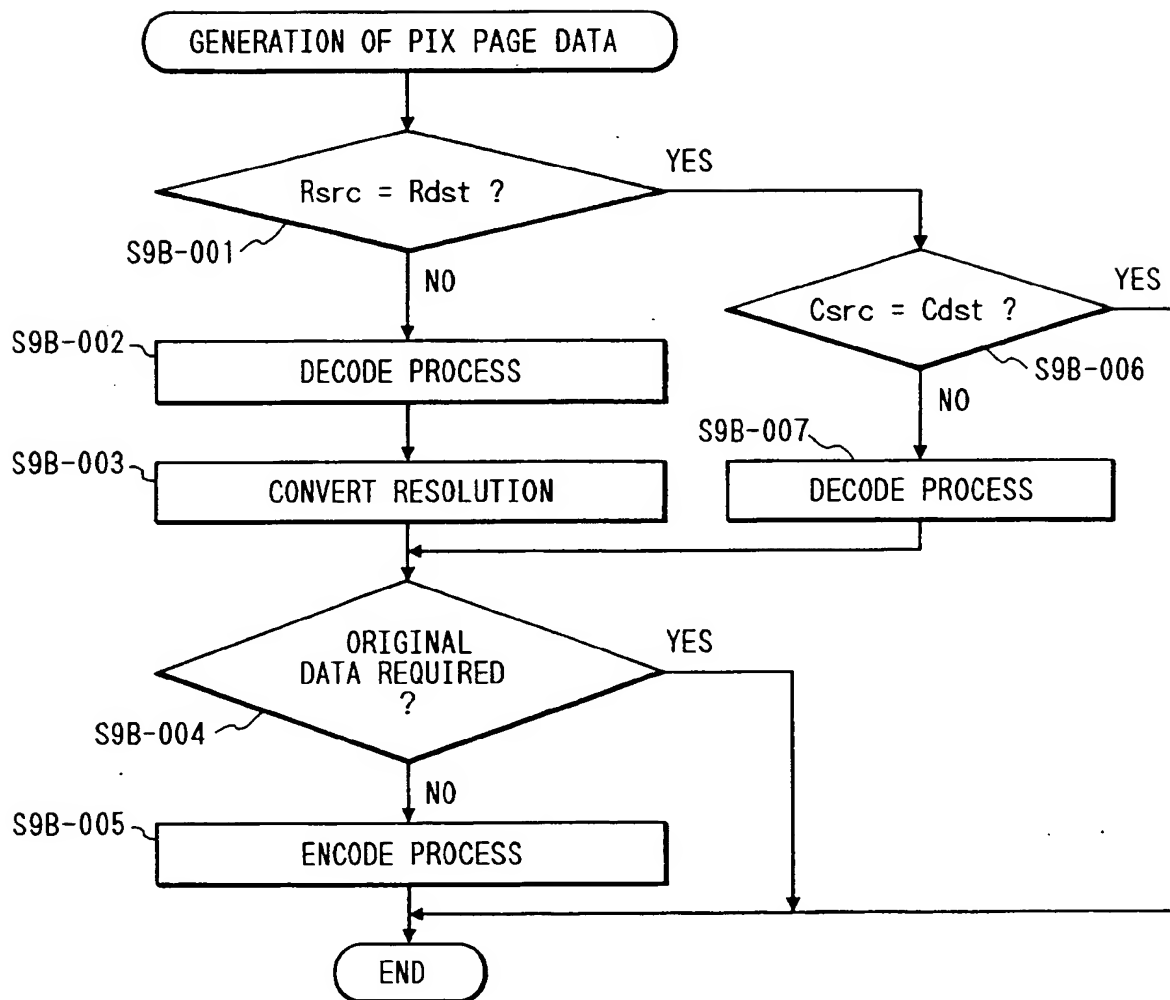 GENERATION OF PIX PAGE DATA
Rsrc = Rdst ?
YES
S9B-001
NO
Csrc = Cdst ?
YES
S9B-006
NO
S9B-002
DECODE PROCESS
S9B-007
DECODE PROCESS
S9B-003
CONVERT RESOLUTION
ORIGINAL
DATA REQUIRED
?
YES
S9B-004
NO
S9B-005
ENCODE PROCESS
END